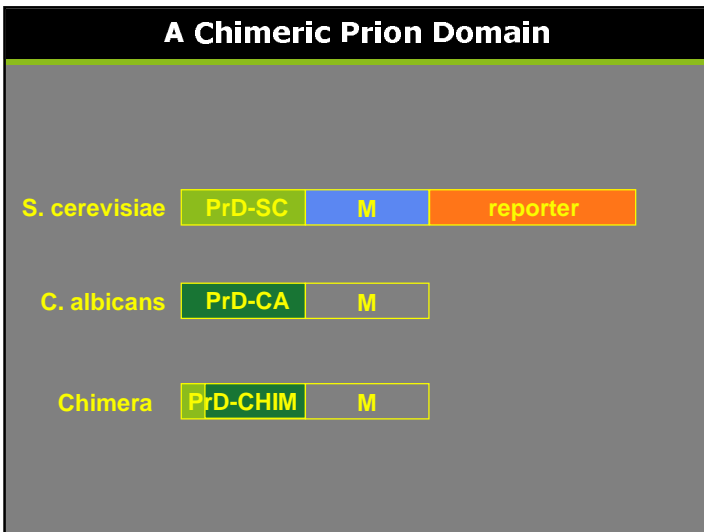 A Chimeric Prion Domain
S. cerevisiae PrD-SC M reporter
C. albicans PrD-CA M
Chimera PrD-CHIM M